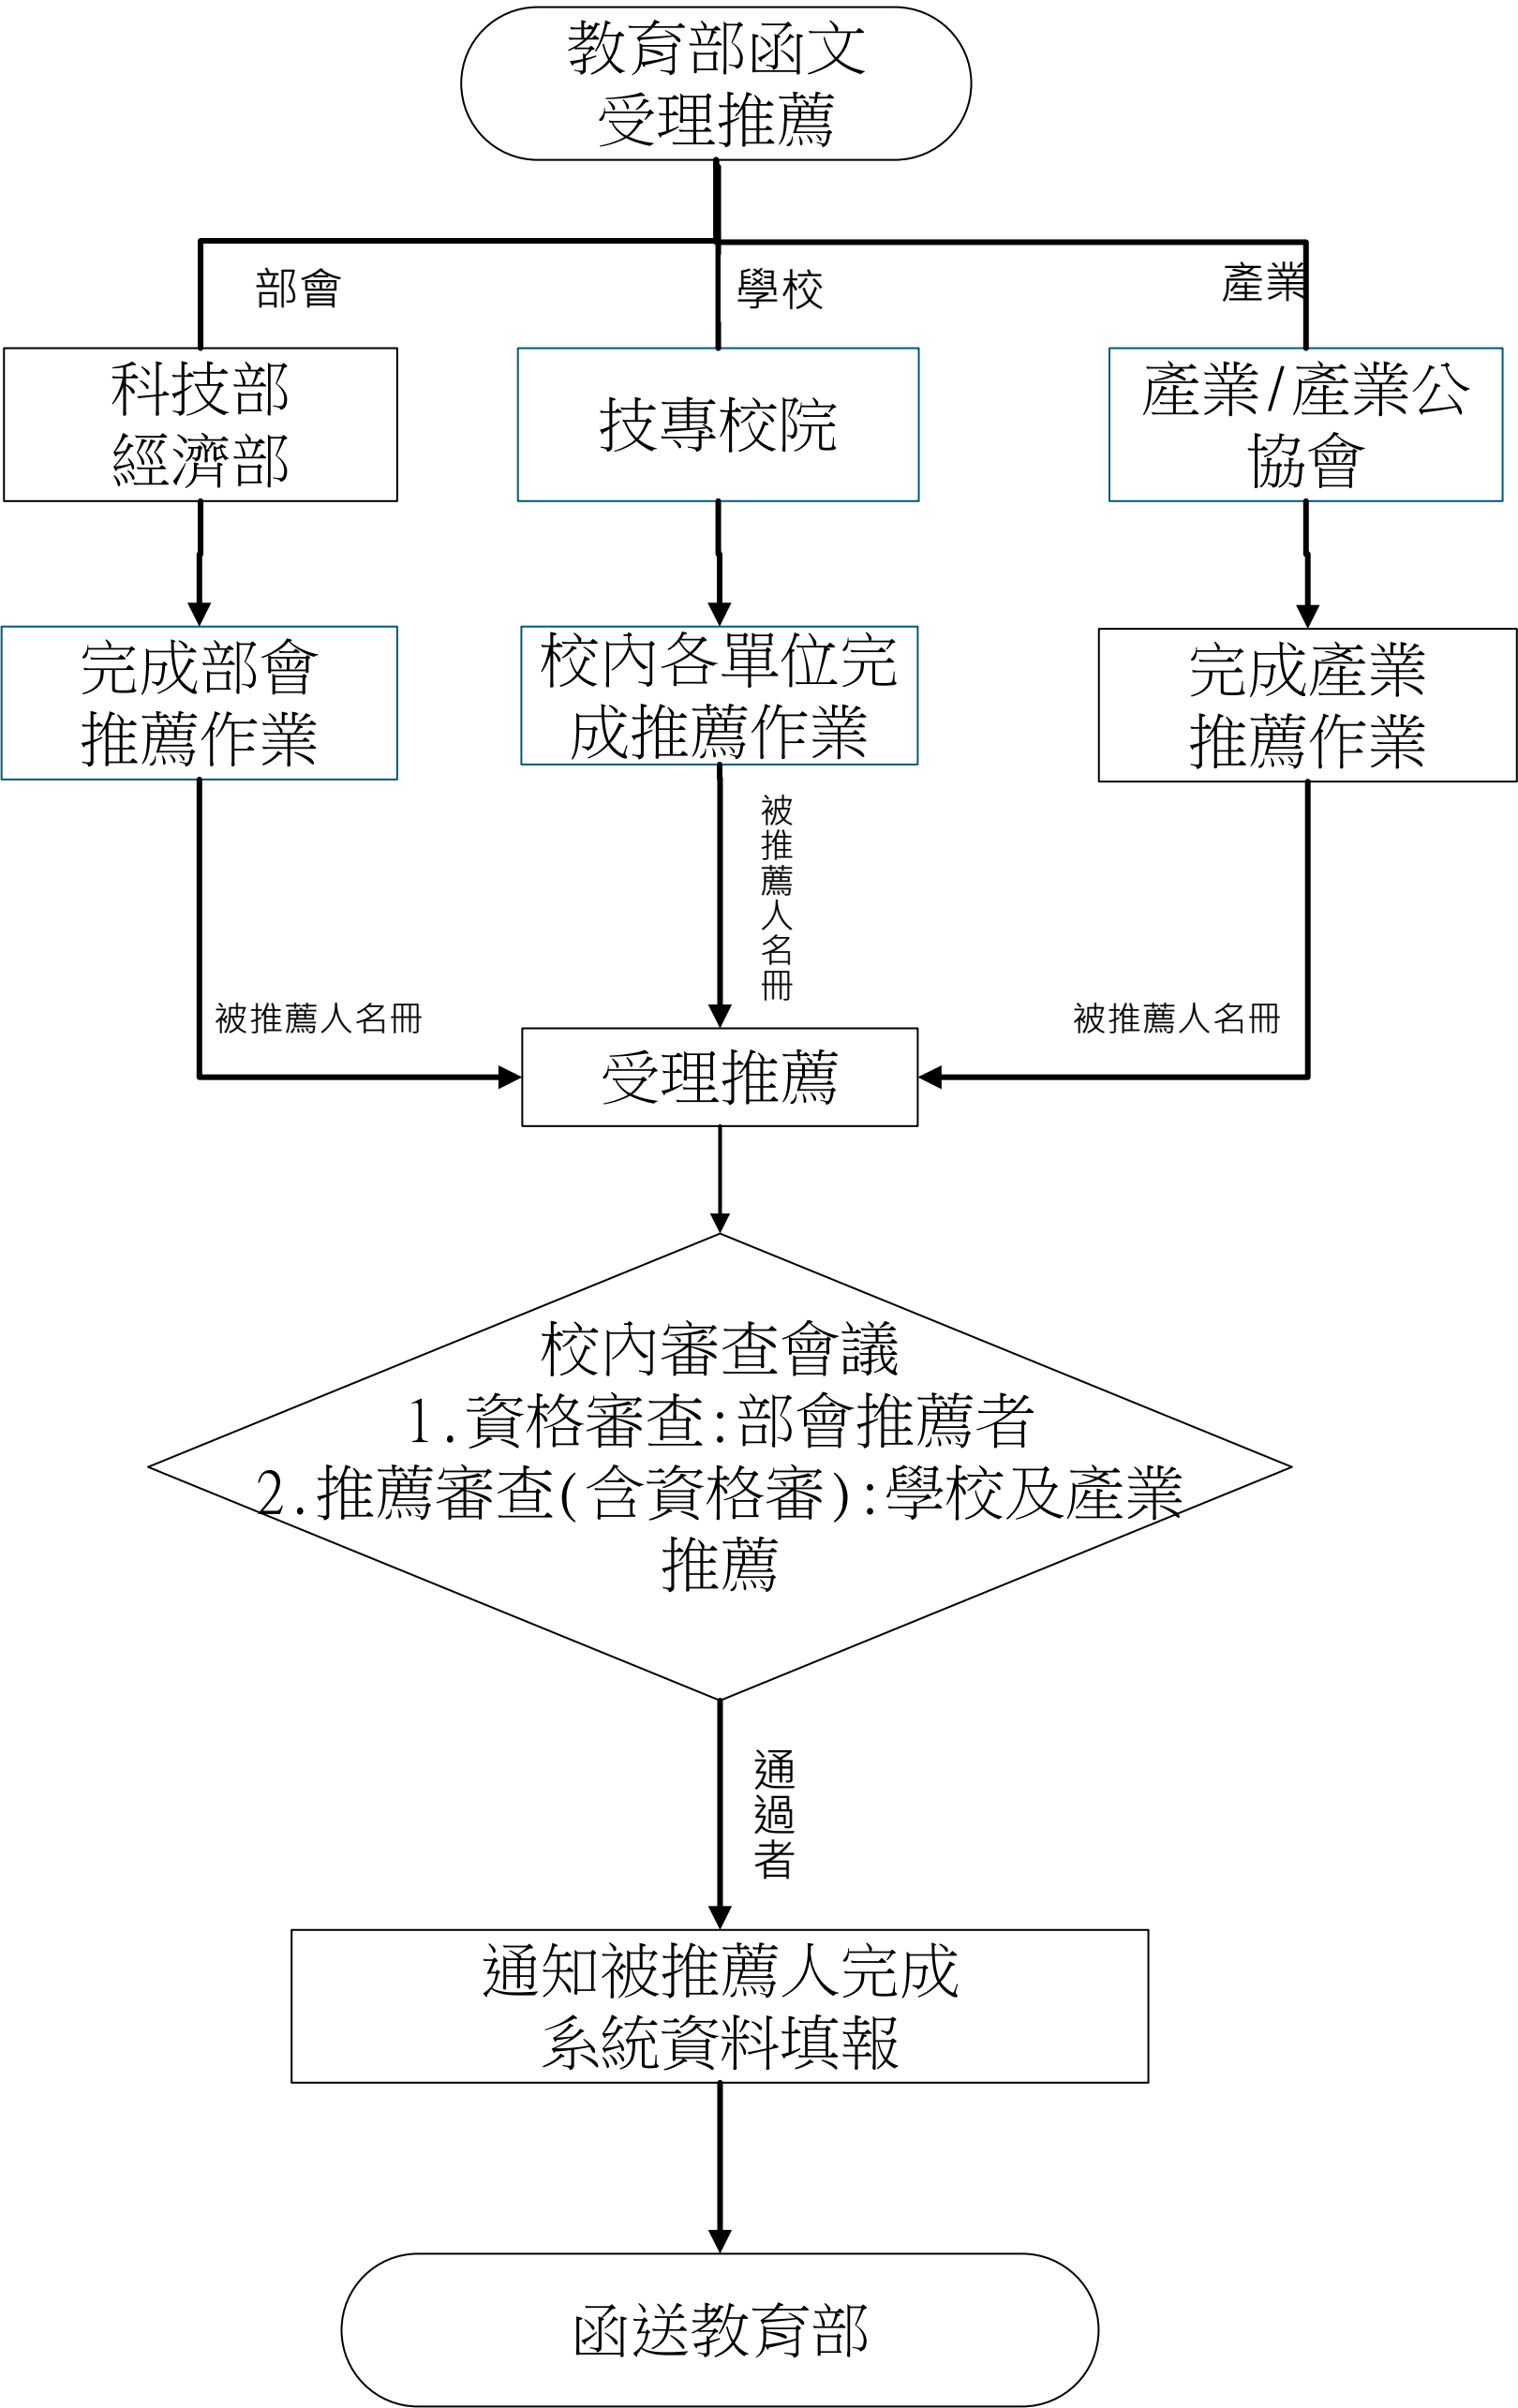 教育部函文
受理推薦
部會
學校
產業
科技部
經濟部
技專校院
產業/產業公
協會
完成部會
推薦作業
校內各單位完
成推薦作業
完成產業
推薦作業
被推薦人名冊
被推薦人名冊
被推薦人名冊
受理推薦
校內審查會議
1.資格審查:部會推薦者
2.推薦審查(含資格審):學校及產業
推薦
通過者
通知被推薦人完成
系統資料填報
函送教育部